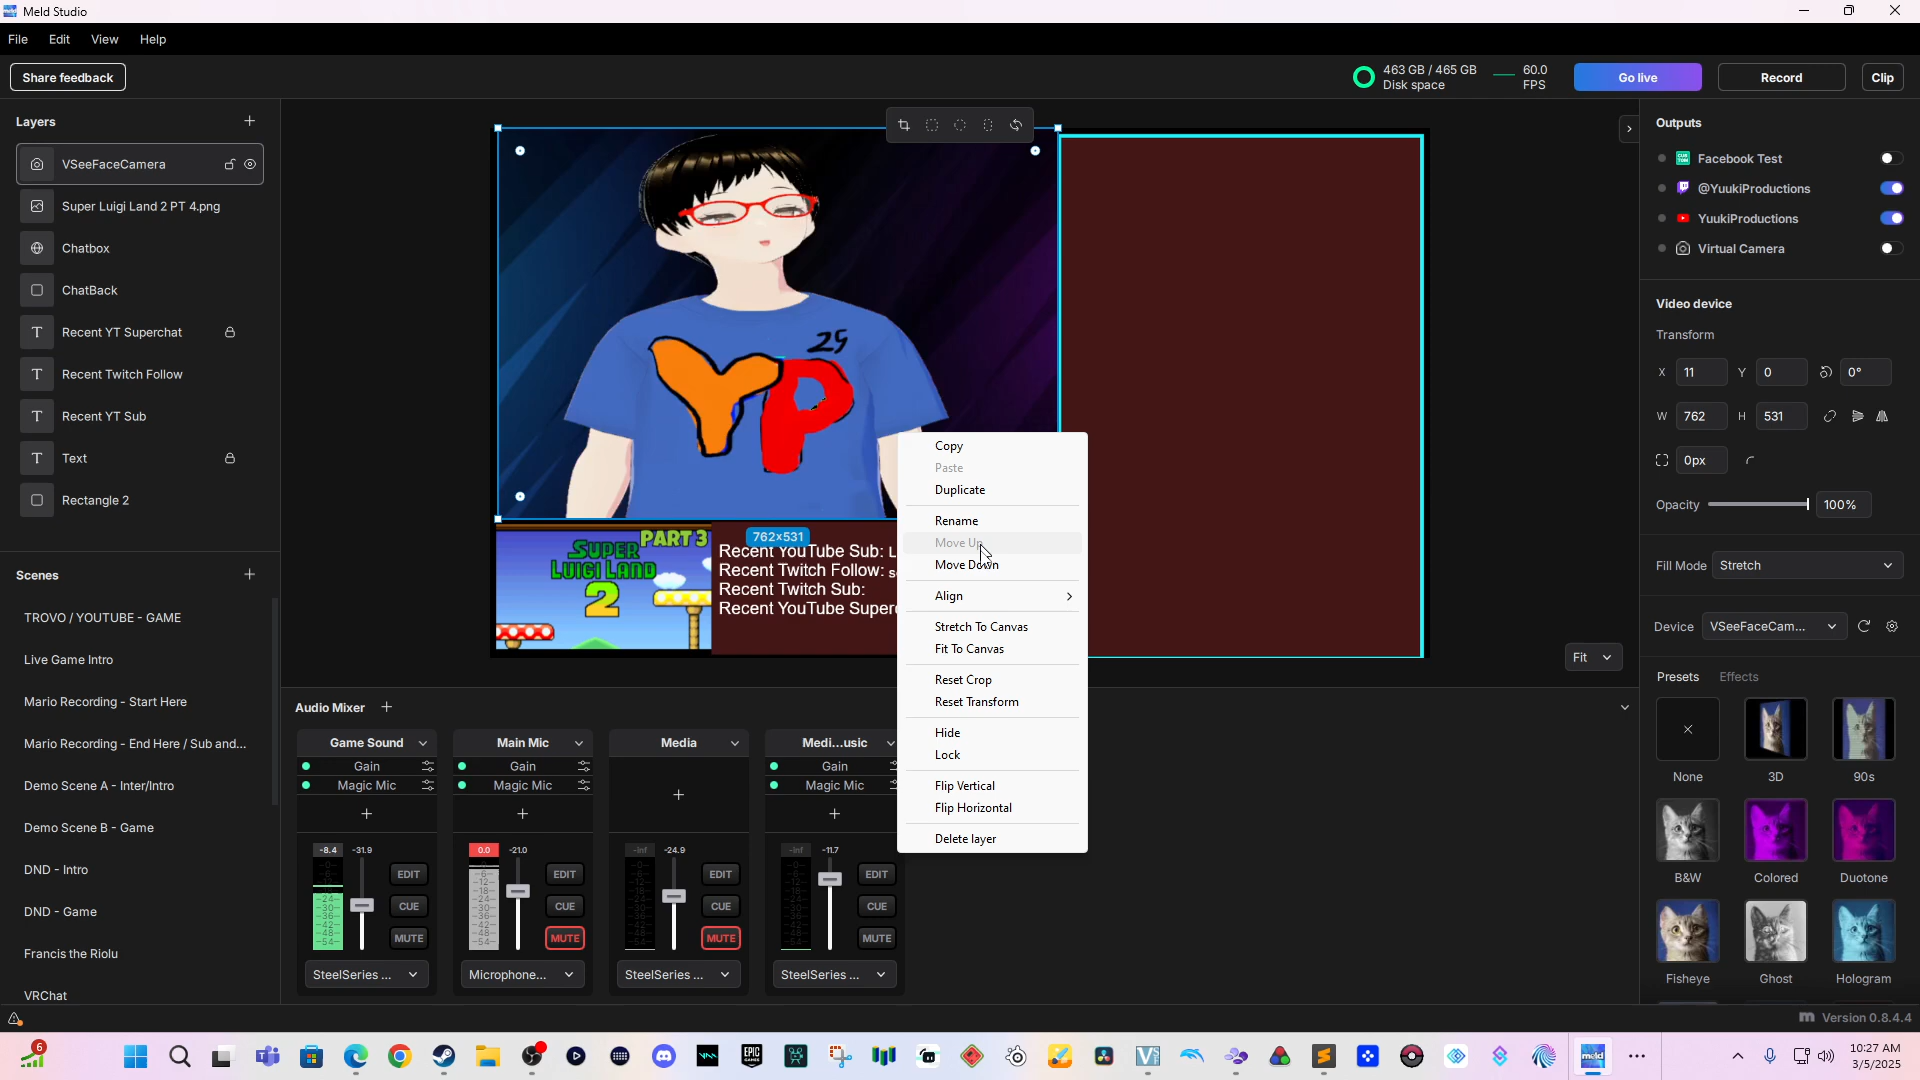 Meld Studio
File Edit View Help
Share feedback
463 GB / 465 GB
Disk space
60.0
FPS
Go live
Record
Clip
Layers
VSeeFaceCamera
Super Luigi Land 2 PT 4.png
Chatbox
ChatBack
Recent YT Superchat
Recent Twitch Follow
Recent YT Sub
Text
Rectangle 2
Scenes
TROVO / YOUTUBE - GAME
Live Game Intro
Mario Recording - Start Here
Mario Recording - End Here / Sub and...
Demo Scene A - Inter/Intro
Demo Scene B - Game
DND - Intro
DND - Game
Francis the Riolu
VRChat
25
YP
762×531
PART 3
SUPER
LUIGI LAND
2
Recent YouTube Sub: L
Recent Twitch Follow: s
Recent Twitch Sub:
Recent YouTube Super
Copy
Paste
Duplicate
Rename
Move Up
Move Down
Align
Stretch To Canvas
Fit To Canvas
Reset Crop
Reset Transform
Hide
Lock
Flip Vertical
Flip Horizontal
Delete layer
Fit
Audio Mixer
Game Sound
Gain
Magic Mic
-8.4 -31.9
EDIT
CUE
MUTE
SteelSeries ...
Main Mic
Gain
Magic Mic
0.0 -21.0
EDIT
CUE
MUTE
Microphone...
Media
-inf -24.9
EDIT
CUE
MUTE
SteelSeries ...
Medi...usic
Gain
Magic Mic
-inf -11.7
EDIT
CUE
MUTE
SteelSeries ...
Outputs
Facebook Test
@YuukiProductions
YuukiProductions
Virtual Camera
Video device
Transform
X 11 Y 0 0°
W 762 H 531
0px
Opacity 100%
Fill Mode Stretch
Device VSeeFaceCam...
Presets Effects
None 3D 90s
B&W Colored Duotone
Fisheye Ghost Hologram
Version 0.8.4.4
6
EPIC
GAMES
meld
10:27 AM
3/5/2025